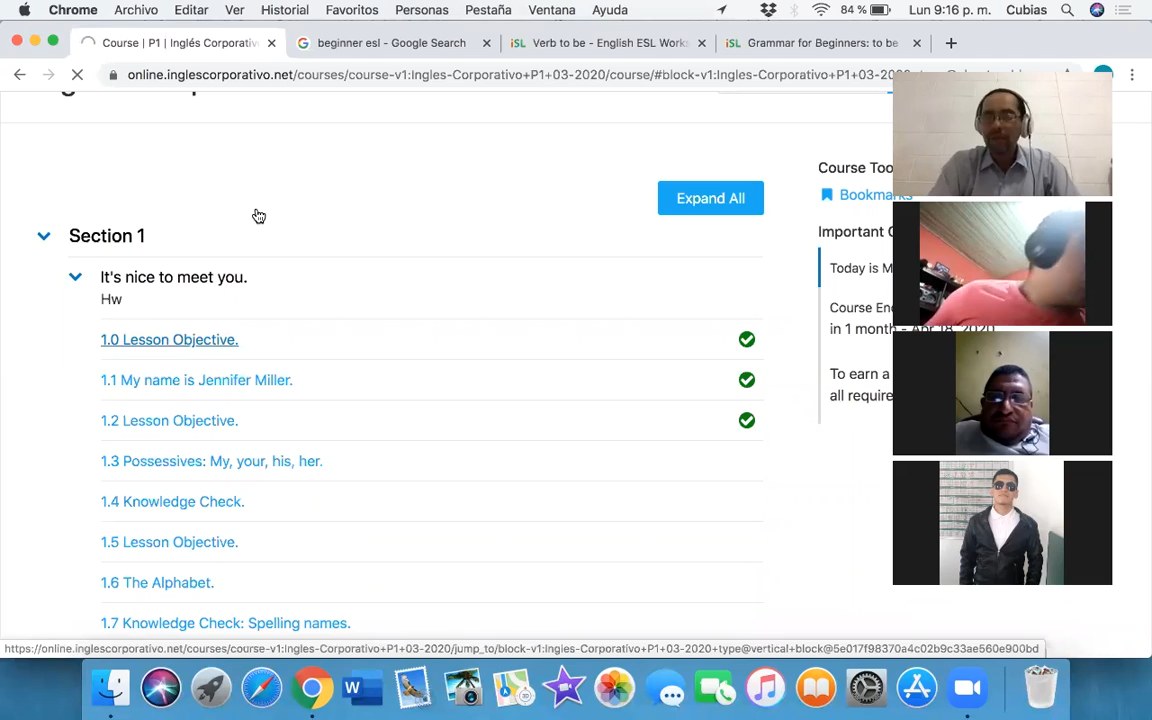 Chrome Archivo Editar Ver Historial Favoritos Personas Pestaña Ventana Ayuda 84 % Lun 9:16 p. m. Cubias
Course | P1 | Inglés Corporativ
beginner esl - Google Search
Verb to be - English ESL Works
Grammar for Beginners: to be
online.inglescorporativo.net/courses/course-v1:Ingles-Corporativo+P1+03-2020/course/#block-v1:Ingles-Corporativo+P1+03-2020
Expand All
Course Too
Bookmarks
Section 1
Important
It's nice to meet you.
Hw
Today is M
1.0 Lesson Objective.
Course En
in 1 month - Apr 18, 2020
1.1 My name is Jennifer Miller.
To earn a
all require
1.2 Lesson Objective.
1.3 Possessives: My, your, his, her.
1.4 Knowledge Check.
1.5 Lesson Objective.
1.6 The Alphabet.
1.7 Knowledge Check: Spelling names.
https://online.inglescorporativo.net/courses/course-v1:Ingles-Corporativo+P1+03-2020/jump_to/block-v1:Ingles-Corporativo+P1+03-2020+type@vertical+block@5e017f98370a4c02b9c33ae560e900bd